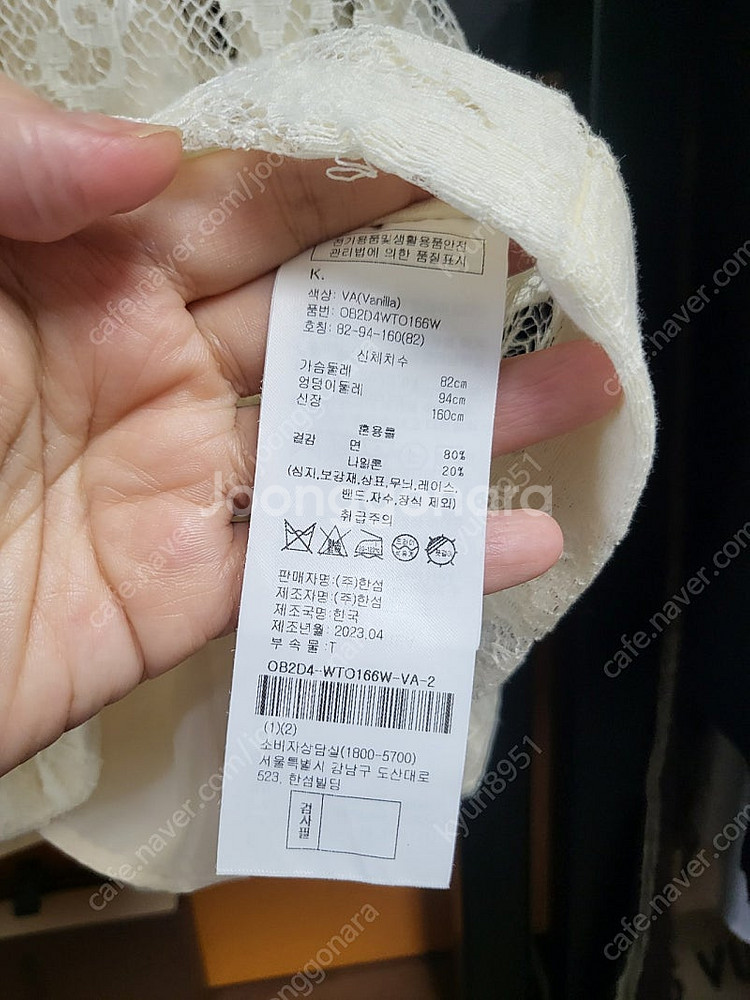 전기용품및생활용품안전
관리법에 의한 품질표시
K.
색상: VA(Vanilla)
품번: OB2D4WTO166W
호칭: 82-94-160(82)
신체치수
가슴둘레 82cm
엉덩이둘레 94cm
신장 160cm
혼용률
겉감 면 80%
나일론 20%
(심지,보강재,상표,무늬,레이스,
밴드,자수,장식 제외)
취급주의
판매자명:(주)한섬
제조자명:(주)한섬
제조국명:한국
제조년월: 2023.04
부 속 물 :T
OB2D4-WTO166W-VA-2
(1)(2)
소비자상담실(1800-5700)
서울특별시 강남구 도산대로
523, 한섬빌딩
검사필
Joonggonara
cafe.naver.com/joonggonara
kyuri8951